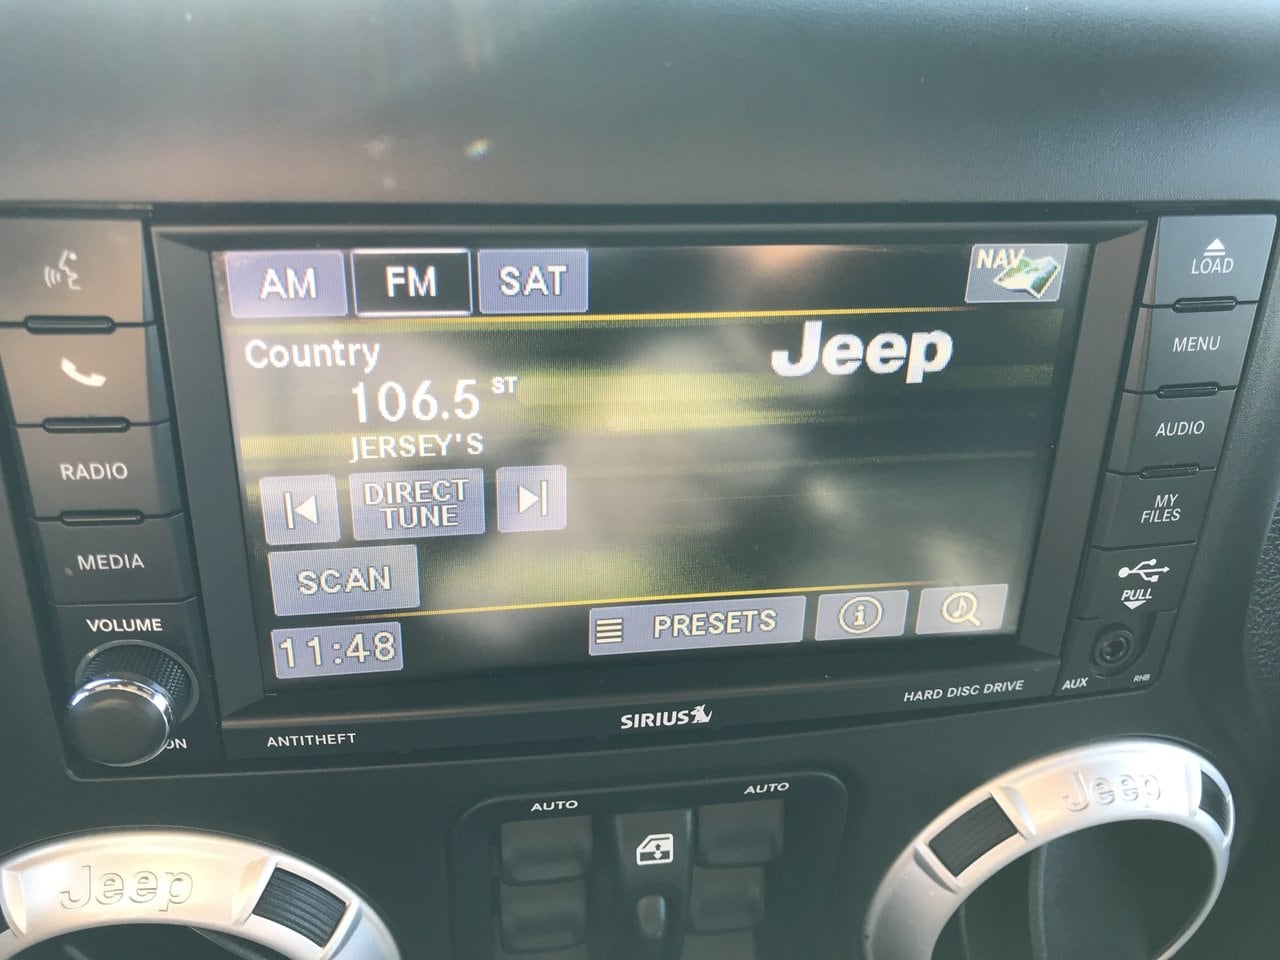 AM FM SAT NAV
Country
Jeep
106.5 ST
JERSEY'S
DIRECT
TUNE
SCAN
11:48
PRESETS
i
RADIO
MEDIA
VOLUME
ON
LOAD
MENU
AUDIO
MY
FILES
PULL
AUX
RHB
ANTITHEFT
SIRIUS
HARD DISC DRIVE
AUTO
AUTO
Jeep
Jeep